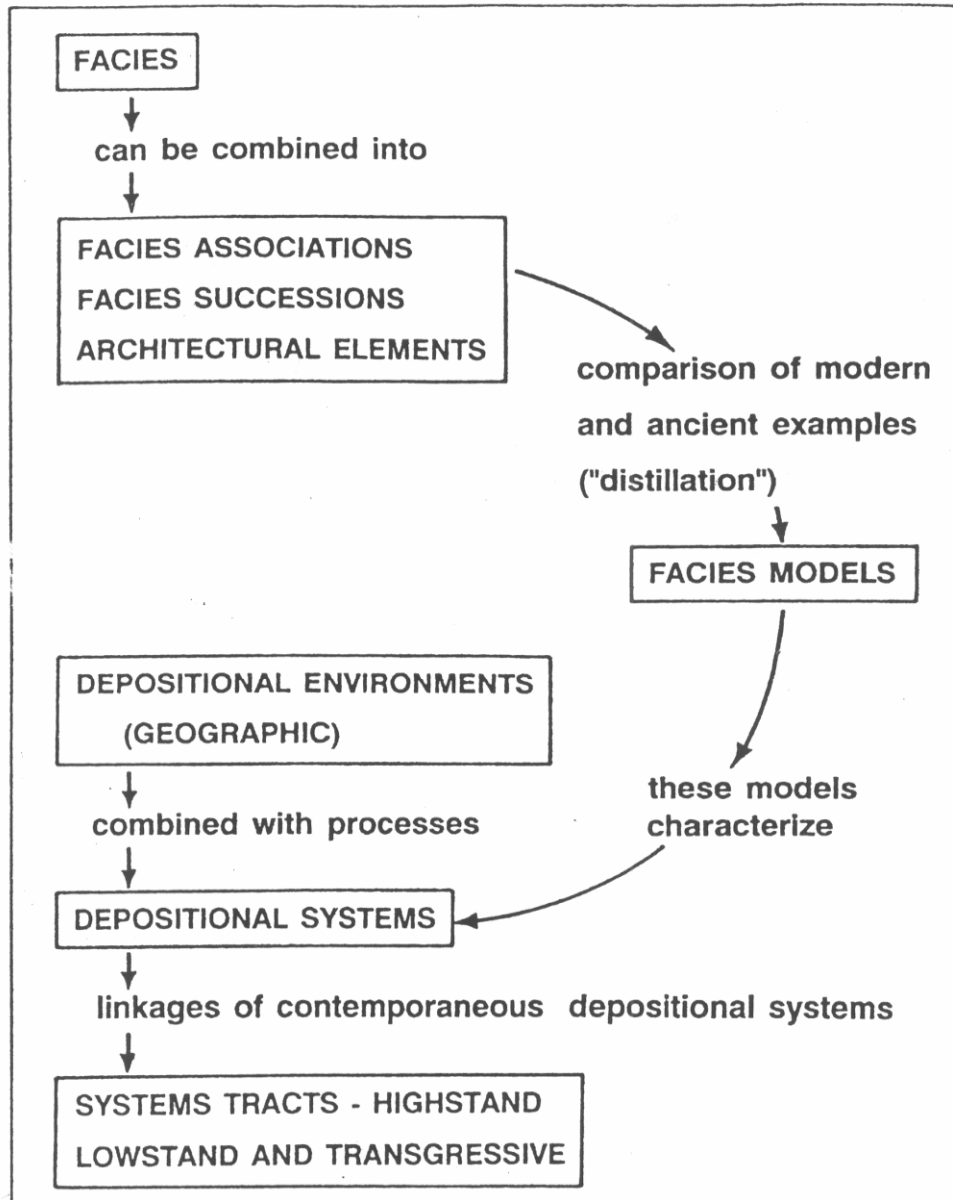 FACIES
can be combined into
FACIES ASSOCIATIONS
FACIES SUCCESSIONS
ARCHITECTURAL ELEMENTS
comparison of modern
and ancient examples
("distillation")
FACIES MODELS
DEPOSITIONAL ENVIRONMENTS
(GEOGRAPHIC)
these models
characterize
combined with processes
DEPOSITIONAL SYSTEMS
linkages of contemporaneous depositional systems
SYSTEMS TRACTS - HIGHSTAND
LOWSTAND AND TRANSGRESSIVE